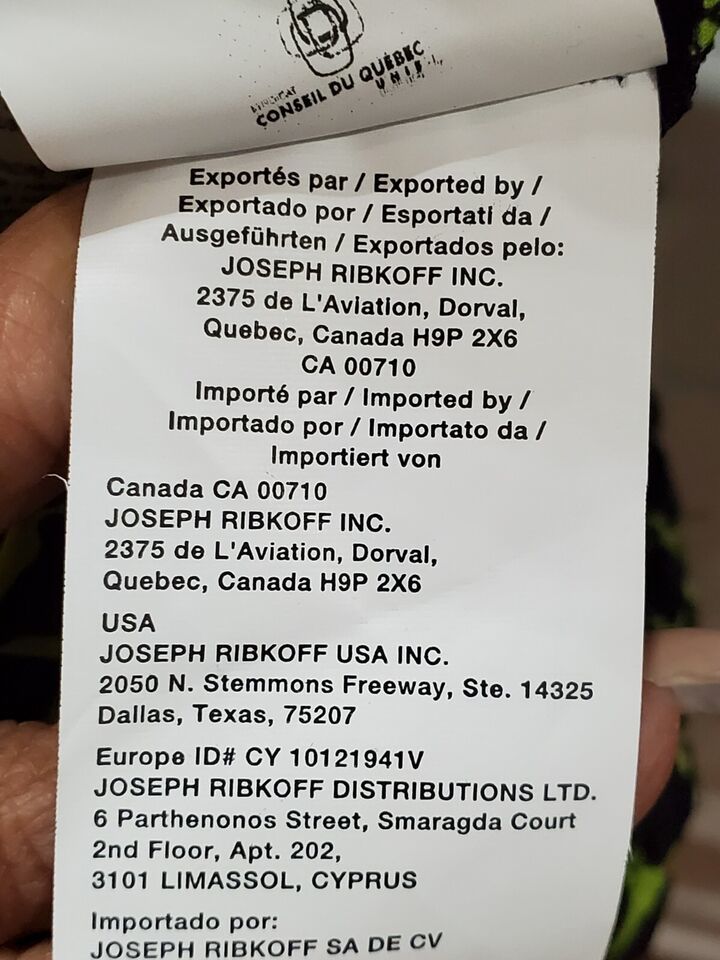 CONSEIL DU QUÉBEC
UNIE
Exportés par / Exported by /
Exportado por / Esportati da /
Ausgeführten / Exportados pelo:
JOSEPH RIBKOFF INC.
2375 de L'Aviation, Dorval,
Quebec, Canada H9P 2X6
CA 00710
Importé par / Imported by /
Importado por / Importato da /
Importiert von
Canada CA 00710
JOSEPH RIBKOFF INC.
2375 de L'Aviation, Dorval,
Quebec, Canada H9P 2X6
USA
JOSEPH RIBKOFF USA INC.
2050 N. Stemmons Freeway, Ste. 14325
Dallas, Texas, 75207
Europe ID# CY 10121941V
JOSEPH RIBKOFF DISTRIBUTIONS LTD.
6 Parthenonos Street, Smaragda Court
2nd Floor, Apt. 202,
3101 LIMASSOL, CYPRUS
Importado por:
JOSEPH RIBKOFF SA DE CV